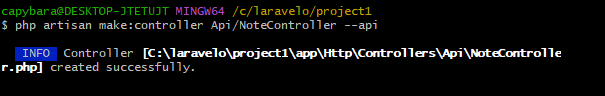 capybara@DESKTOP-JTETUJT MINGW64 /c/laravelo/project1
$ php artisan make:controller Api/NoteController --api
INFO Controller [C:\laravelo\project1\app\Http\Controllers\Api\NoteControlle
r.php] created successfully.